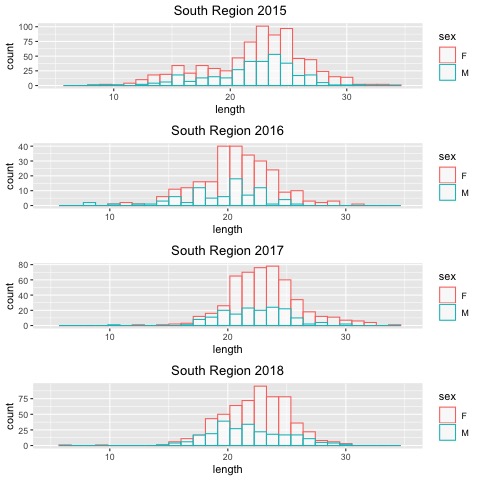 South Region 2015
100
75
50
25
0
count
10 20 30
length
sex
F
M
South Region 2016
40
30
20
10
0
count
10 20 30
length
sex
F
M
South Region 2017
80
60
40
20
0
count
10 20 30
length
sex
F
M
South Region 2018
75
50
25
0
count
10 20 30
length
sex
F
M